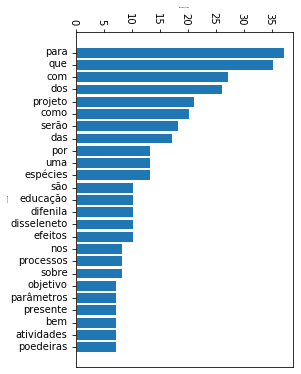 0 5 10 15 20 25 30 35
para
que
com
dos
projeto
como
serão
das
por
uma
espécies
são
educação
difenila
disseleneto
efeitos
nos
processos
sobre
objetivo
parâmetros
presente
bem
atividades
poedeiras